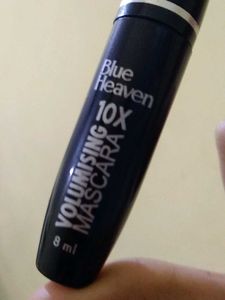 Blue
Heaven
10X
VOLUMISING
MASCARA
8 ml